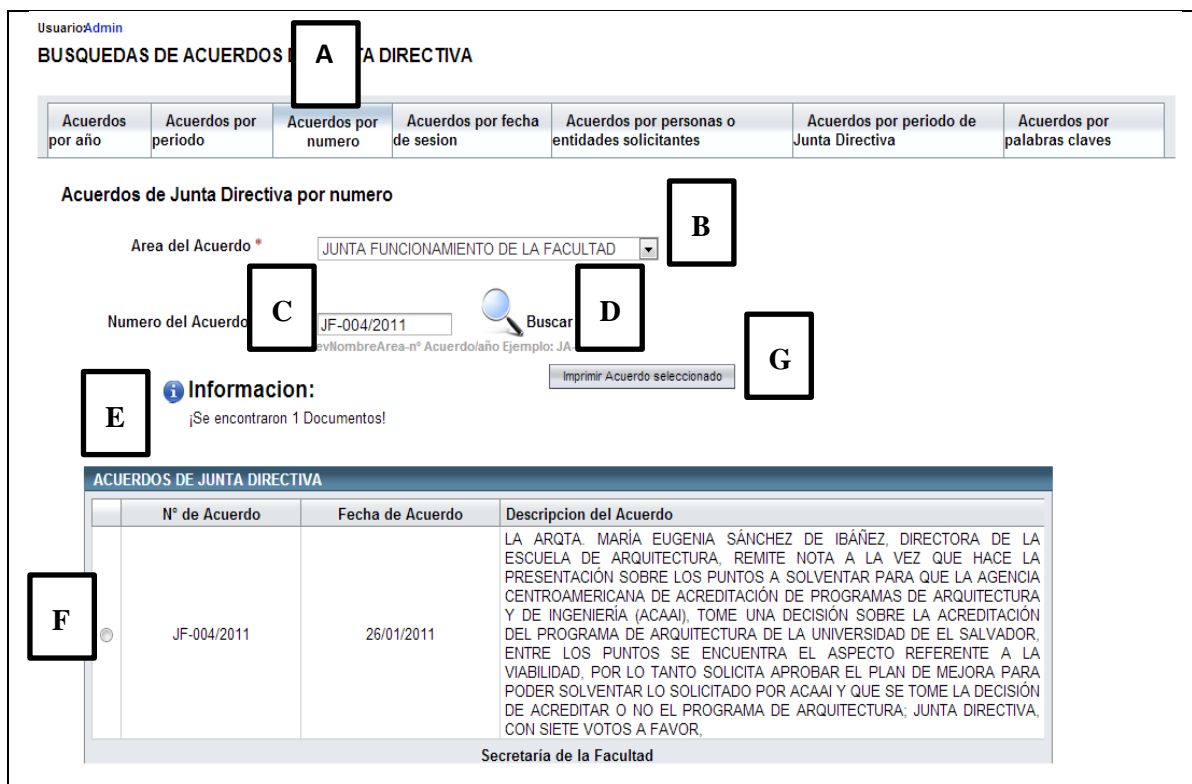 Usuario:Admin
A
BUSQUEDAS DE ACUERDOS DIRECTIVA
Acuerdos por año
Acuerdos por periodo
Acuerdos por numero
Acuerdos por fecha de sesion
Acuerdos por personas o entidades solicitantes
Acuerdos por periodo de Junta Directiva
Acuerdos por palabras claves
Acuerdos de Junta Directiva por numero
B
Area del Acuerdo *
JUNTA FUNCIONAMIENTO DE LA FACULTAD
C
D
Numero del Acuerdo
JF-004/2011
Buscar
evNombreArea-nº Acuerdo/año Ejemplo: JA-
G
Imprimir Acuerdo seleccionado
E
Informacion:
¡Se encontraron 1 Documentos!
ACUERDOS DE JUNTA DIRECTIVA
N° de Acuerdo
Fecha de Acuerdo
Descripcion del Acuerdo
F
JF-004/2011
26/01/2011
LA ARQTA. MARÍA EUGENIA SÁNCHEZ DE IBÁÑEZ, DIRECTORA DE LA
ESCUELA DE ARQUITECTURA, REMITE NOTA A LA VEZ QUE HACE LA
PRESENTACIÓN SOBRE LOS PUNTOS A SOLVENTAR PARA QUE LA AGENCIA
CENTROAMERICANA DE ACREDITACIÓN DE PROGRAMAS DE ARQUITECTURA
Y DE INGENIERÍA (ACAAI), TOME UNA DECISIÓN SOBRE LA ACREDITACIÓN
DEL PROGRAMA DE ARQUITECTURA DE LA UNIVERSIDAD DE EL SALVADOR,
ENTRE LOS PUNTOS SE ENCUENTRA EL ASPECTO REFERENTE A LA
VIABILIDAD, POR LO TANTO SOLICITA APROBAR EL PLAN DE MEJORA PARA
PODER SOLVENTAR LO SOLICITADO POR ACAAI Y QUE SE TOME LA DECISIÓN
DE ACREDITAR O NO EL PROGRAMA DE ARQUITECTURA; JUNTA DIRECTIVA,
CON SIETE VOTOS A FAVOR,
Secretaria de la Facultad